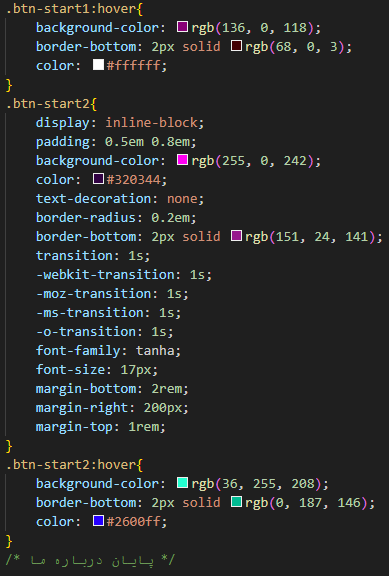 .btn-start1:hover{
background-color: rgb(136, 0, 118);
border-bottom: 2px solid rgb(68, 0, 3);
color: #ffffff;
}
.btn-start2{
display: inline-block;
padding: 0.5em 0.8em;
background-color: rgb(255, 0, 242);
color: #320344;
text-decoration: none;
border-radius: 0.2em;
border-bottom: 2px solid rgb(151, 24, 141);
transition: 1s;
-webkit-transition: 1s;
-moz-transition: 1s;
-ms-transition: 1s;
-o-transition: 1s;
font-family: tanha;
font-size: 17px;
margin-bottom: 2rem;
margin-right: 200px;
margin-top: 1rem;
}
.btn-start2:hover{
background-color: rgb(36, 255, 208);
border-bottom: 2px solid rgb(0, 187, 146);
color: #2600ff;
}
/* پایان درباره ما */